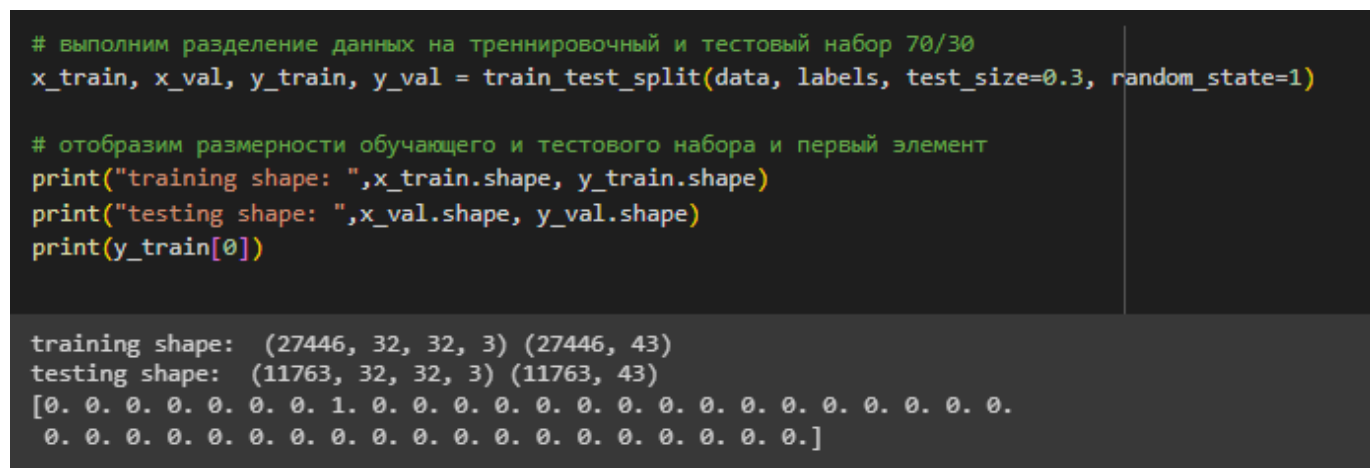 # выполним разделение данных на треннировочный и тестовый набор 70/30
x_train, x_val, y_train, y_val = train_test_split(data, labels, test_size=0.3, random_state=1)
# отобразим размерности обучающего и тестового набора и первый элемент
print("training shape: ",x_train.shape, y_train.shape)
print("testing shape: ",x_val.shape, y_val.shape)
print(y_train[0])
training shape:  (27446, 32, 32, 3) (27446, 43)
testing shape:  (11763, 32, 32, 3) (11763, 43)
[0. 0. 0. 0. 0. 0. 0. 1. 0. 0. 0. 0. 0. 0. 0. 0. 0. 0. 0. 0. 0. 0. 0. 0.
 0. 0. 0. 0. 0. 0. 0. 0. 0. 0. 0. 0. 0. 0. 0. 0. 0. 0. 0.]